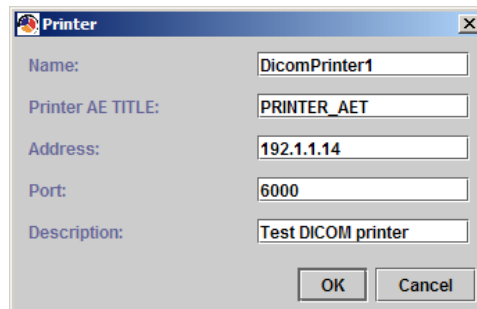 Printer
Name: DicomPrinter1
Printer AE TITLE: PRINTER_AET
Address: 192.1.1.14
Port: 6000
Description: Test DICOM printer
OK Cancel